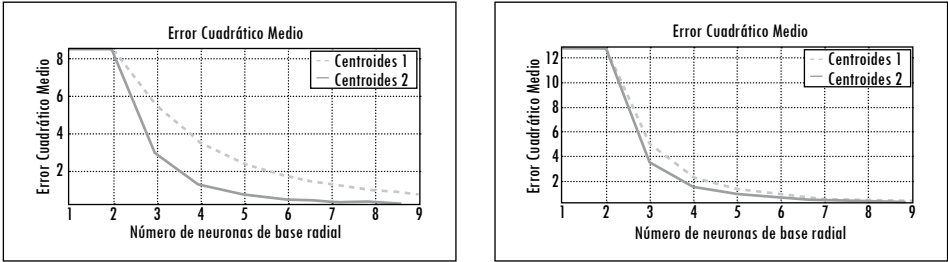 Error Cuadrático Medio
Error Cuadrático Medio
8
6
4
2
Centroides 1
Centroides 2
1 2 3 4 5 6 7 8 9
Número de neuronas de base radial
Error Cuadrático Medio
Error Cuadrático Medio
12
10
8
6
4
2
Centroides 1
Centroides 2
1 2 3 4 5 6 7 8 9
Número de neuronas de base radial